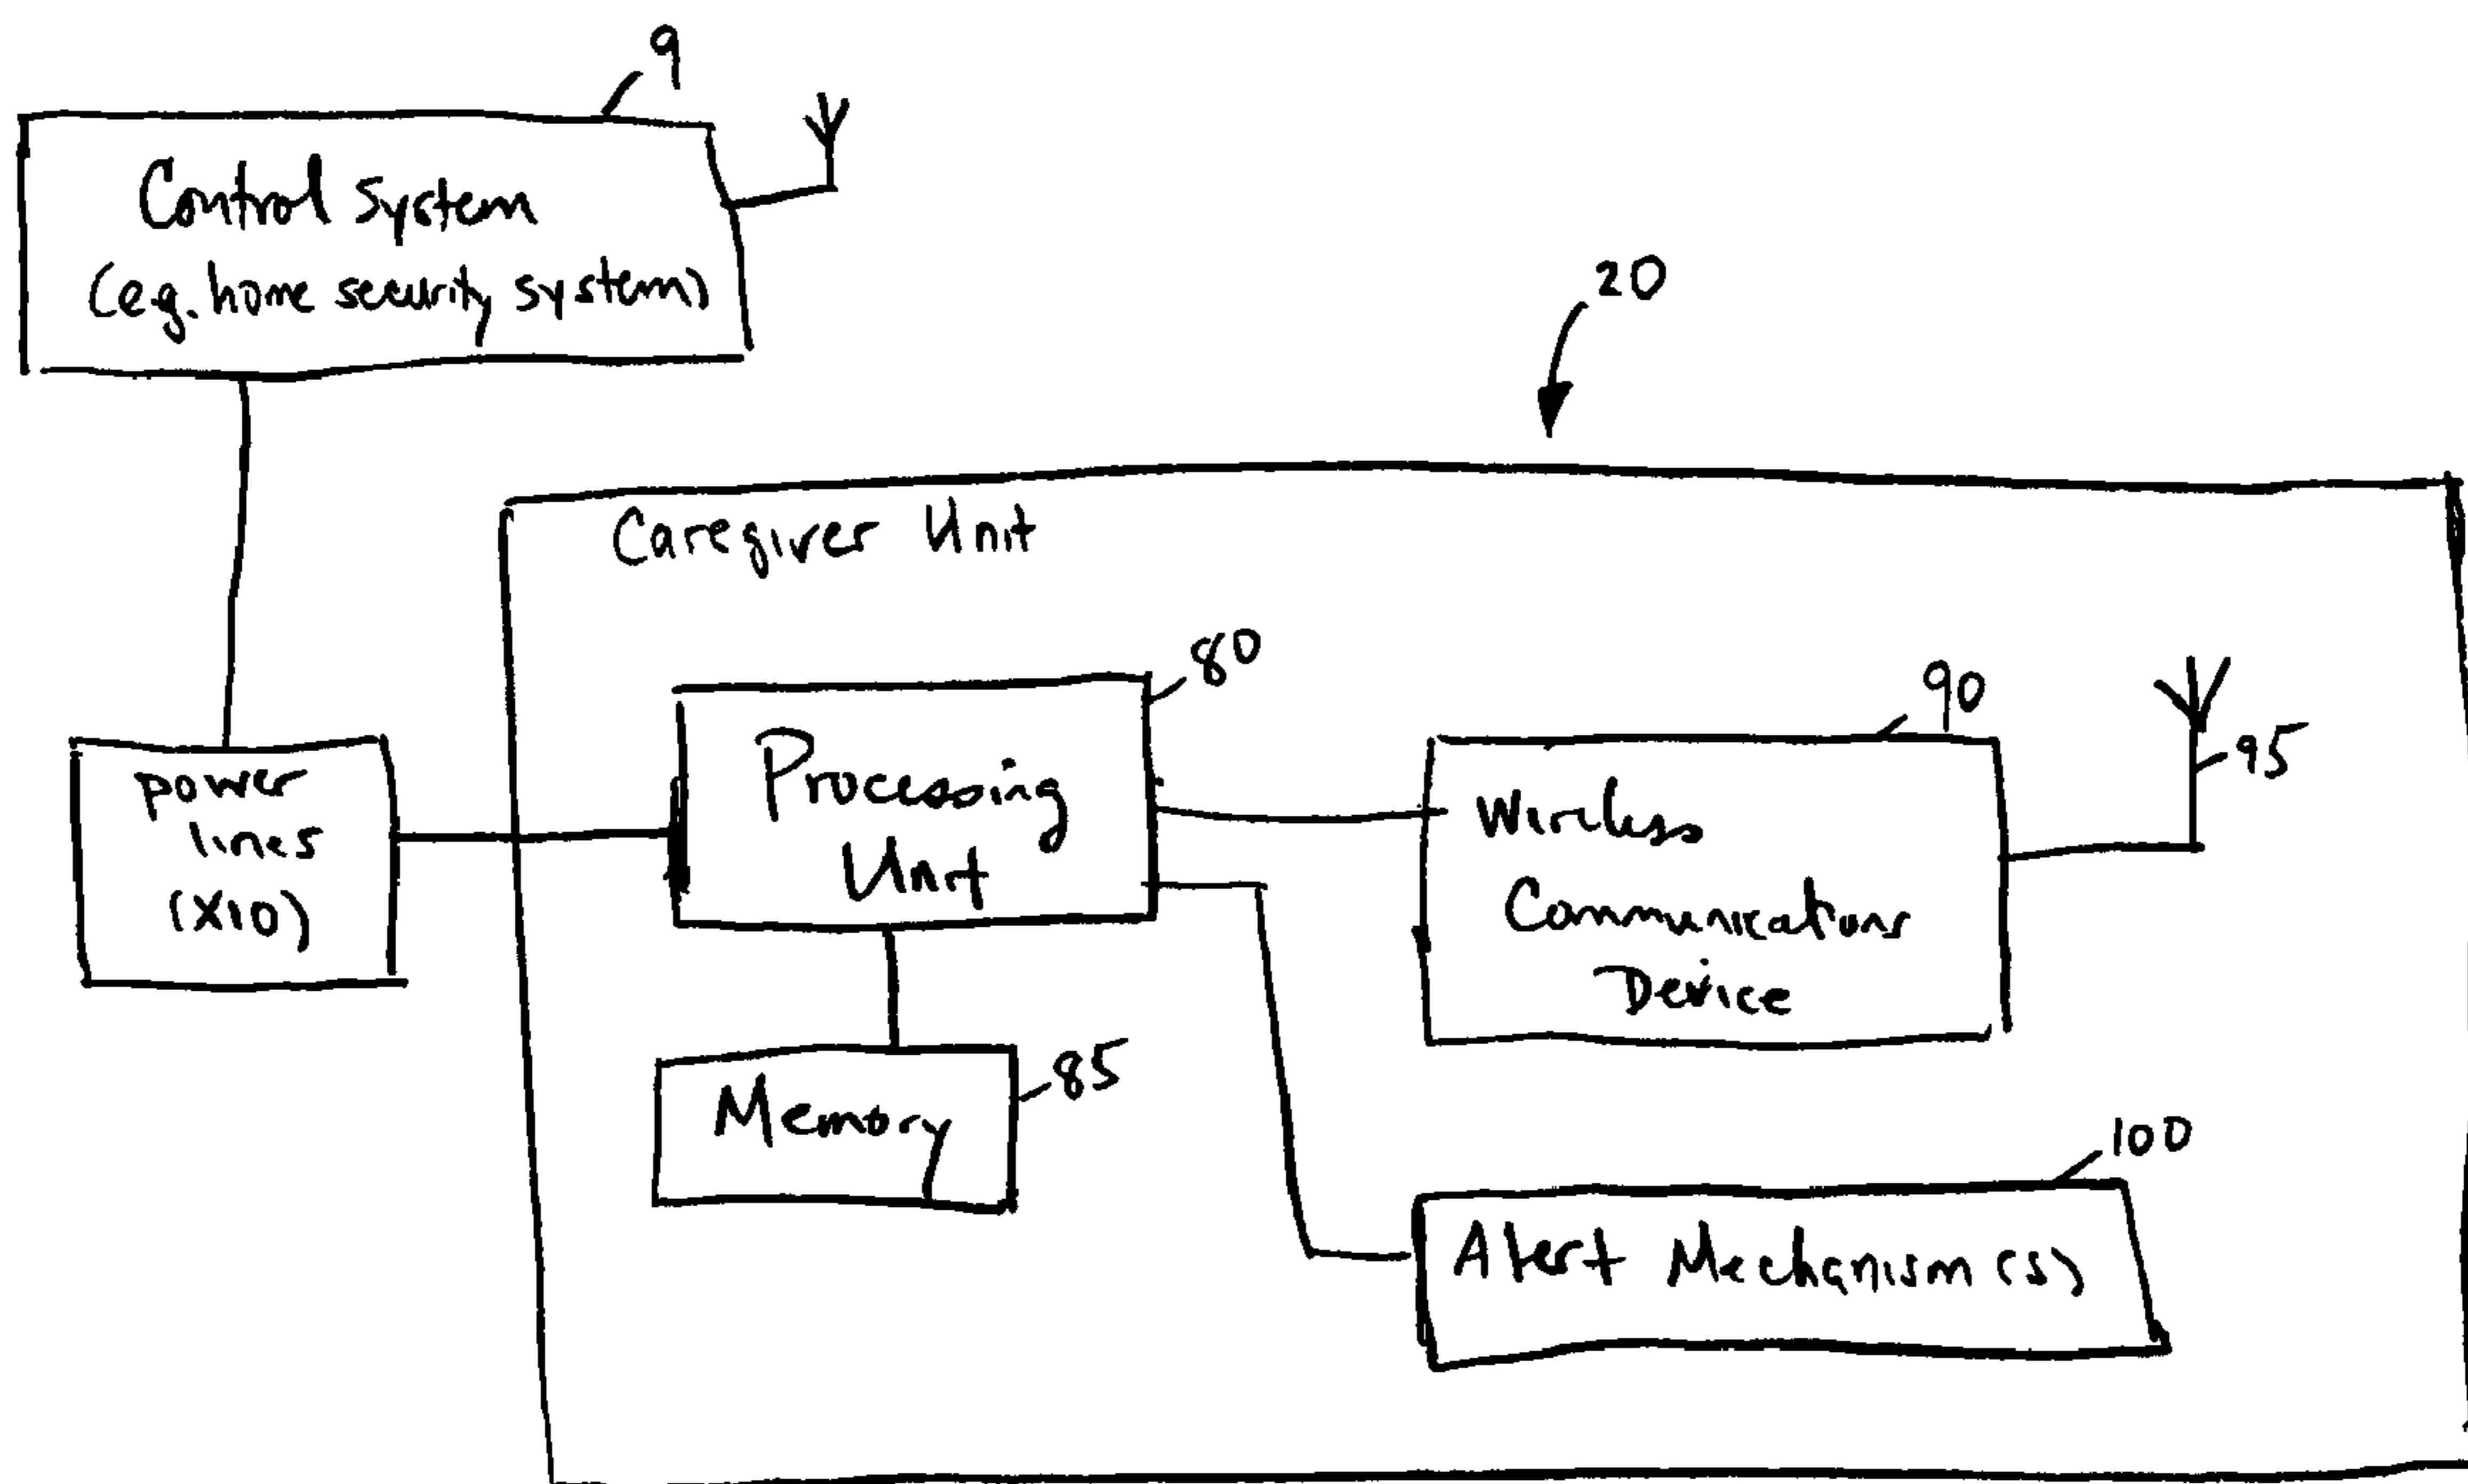 9
Control System
(e.g. home security system)
20
Caregiver Unit
80
Processing
Unit
90
95
Wireless
Communications
Device
power
lines
(X10)
85
Memory
100
Alert Mechanism(s)